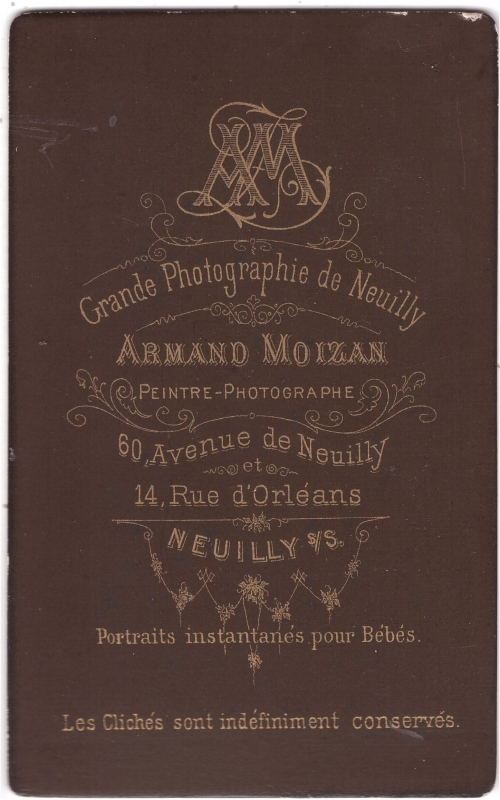 AM
Grande Photographie de Neuilly
ARMAND MOIZAN
PEINTRE-PHOTOGRAPHE
60, Avenue de Neuilly
et
14, Rue d'Orléans
NEUILLY S/S.
Portraits instantanés pour Bébés.
Les Clichés sont indéfiniment conservés.